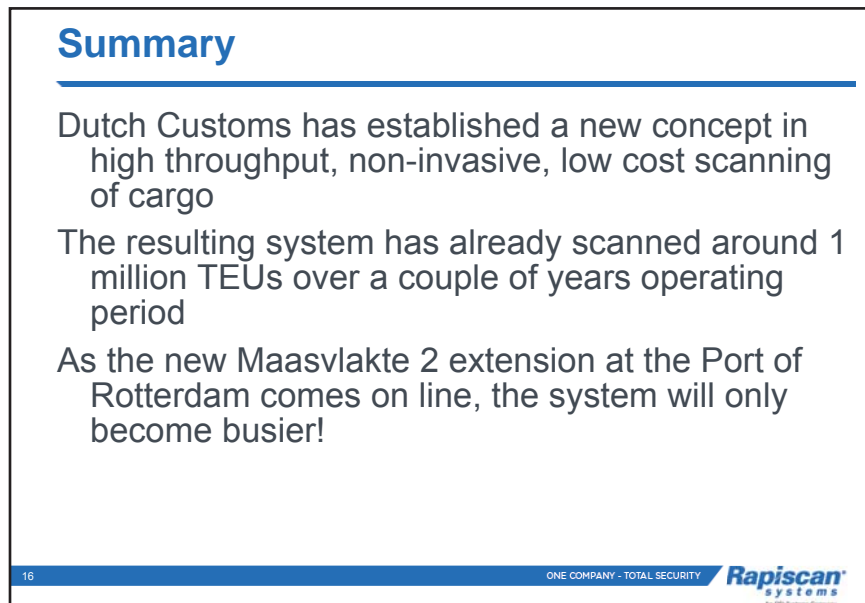 Summary
Dutch Customs has established a new concept in
high throughput, non-invasive, low cost scanning
of cargo
The resulting system has already scanned around 1
million TEUs over a couple of years operating
period
As the new Maasvlakte 2 extension at the Port of
Rotterdam comes on line, the system will only
become busier!
16
ONE COMPANY - TOTAL SECURITY
Rapiscan
systems